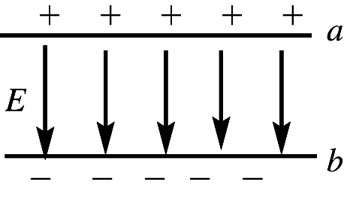 + + + + +
a
E
b
− − − − −